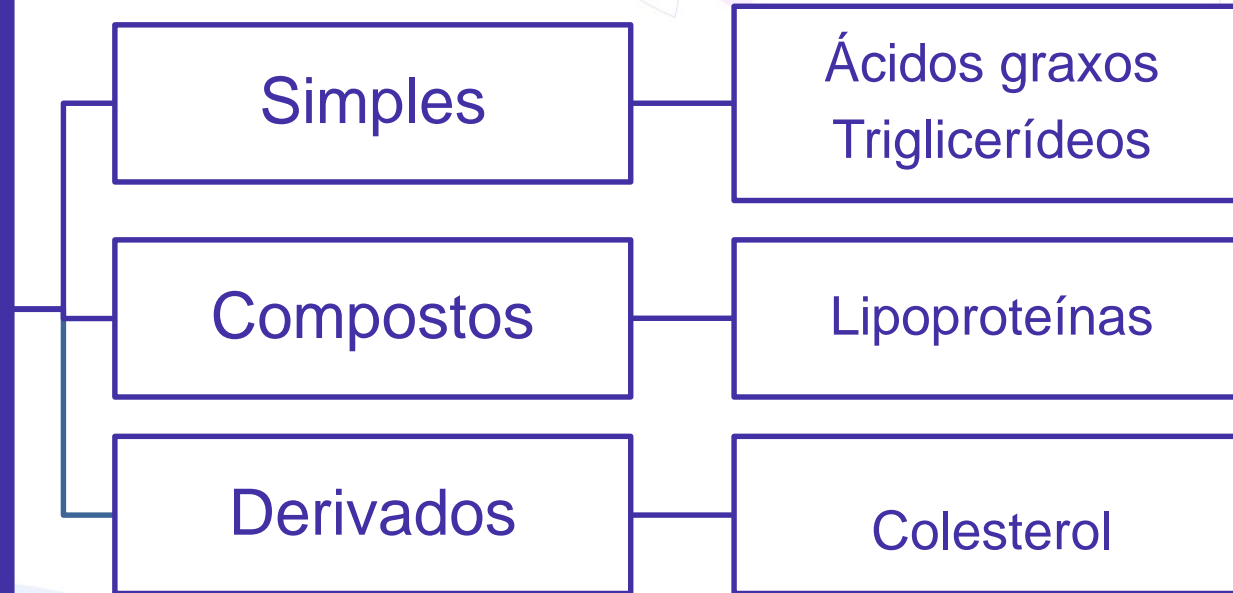 Simples
Ácidos graxos
Triglicerídeos
Compostos
Lipoproteínas
Derivados
Colesterol